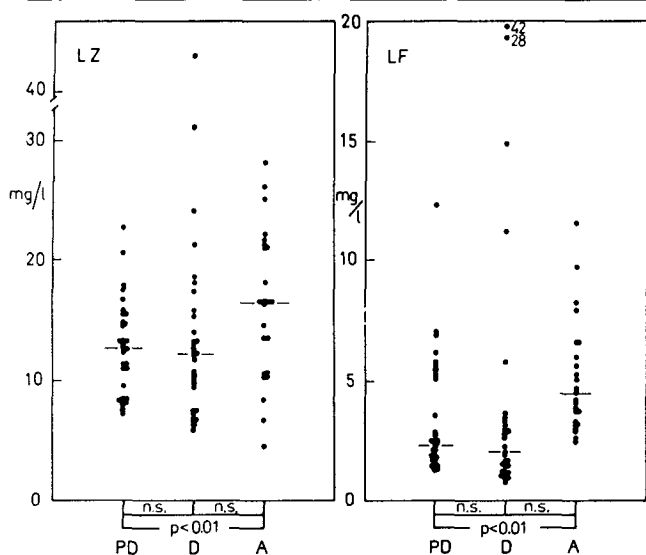 LZ
40
30
mg/l
20
10
0
n.s. n.s.
p<0.01
PD D A
LF
20
42
28
15
mg/
l
10
5
0
n.s. n.s.
p<0.01
PD D A